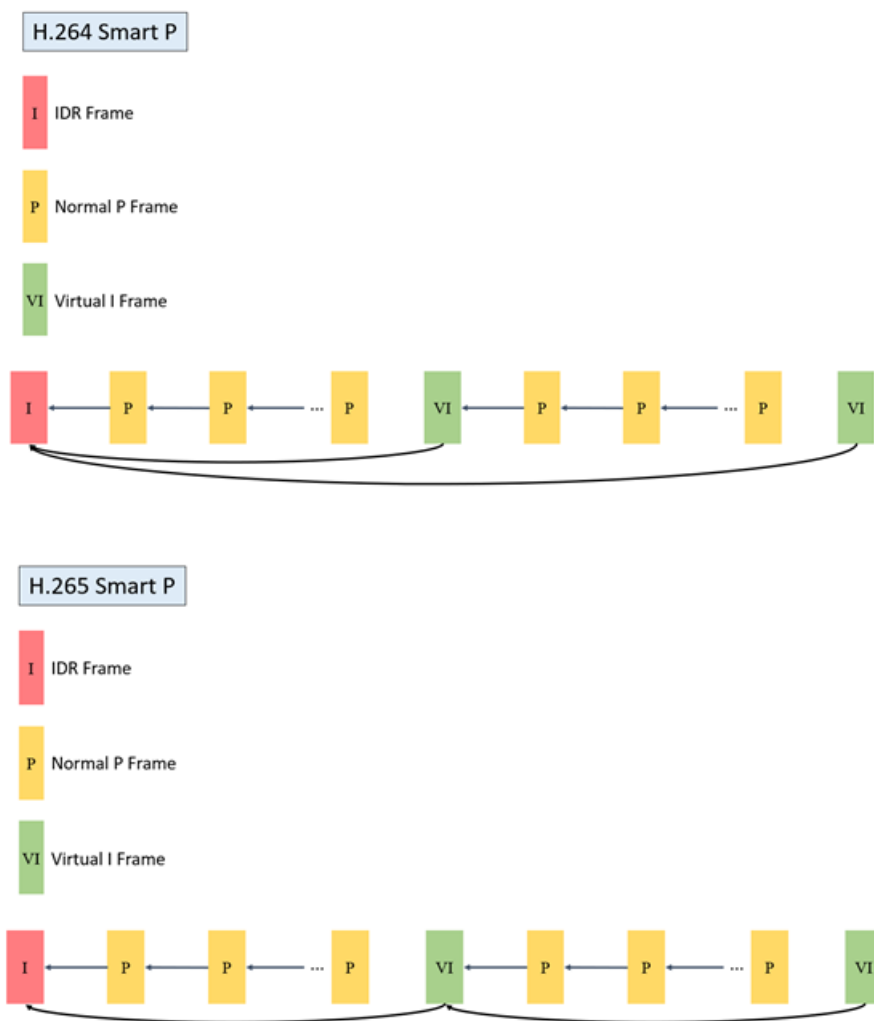 H.264 Smart P
I IDR Frame
P Normal P Frame
VI Virtual I Frame
I P P ... P VI P P ... P VI
H.265 Smart P
I IDR Frame
P Normal P Frame
VI Virtual I Frame
I P P ... P VI P P ... P VI